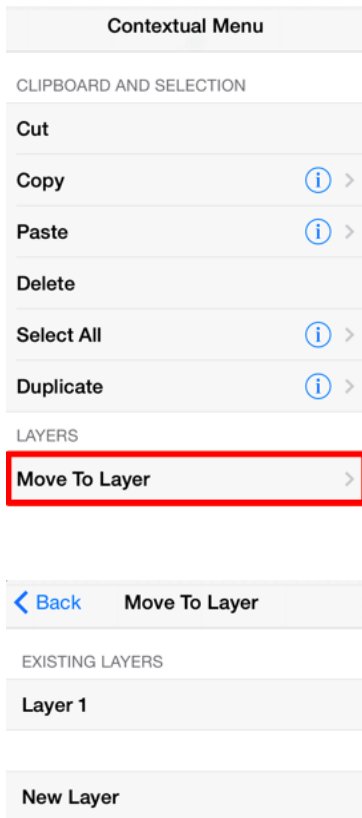 Contextual Menu
CLIPBOARD AND SELECTION
Cut
Copy
Paste
Delete
Select All
Duplicate
LAYERS
Move To Layer
Back Move To Layer
EXISTING LAYERS
Layer 1
New Layer